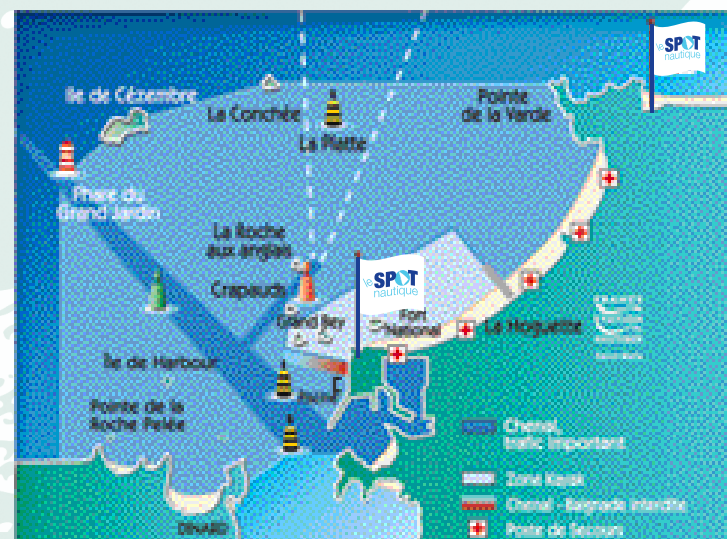 le SPOT
nautique
Ile de Cézembre
La Conchée
La Platte
Pointe
de la Varde
Phare du
Grand Jardin
La Roche
aux anglais
Crapauds
le SPOT
nautique
Grand Bey
Fort
National
La Hoguette
Île de Harbour
Pointe de la
Roche Pelée
DINARD
Chenal,
trafic important
Zone Kayak
Chenal - Baignade interdite
Poste de Secours